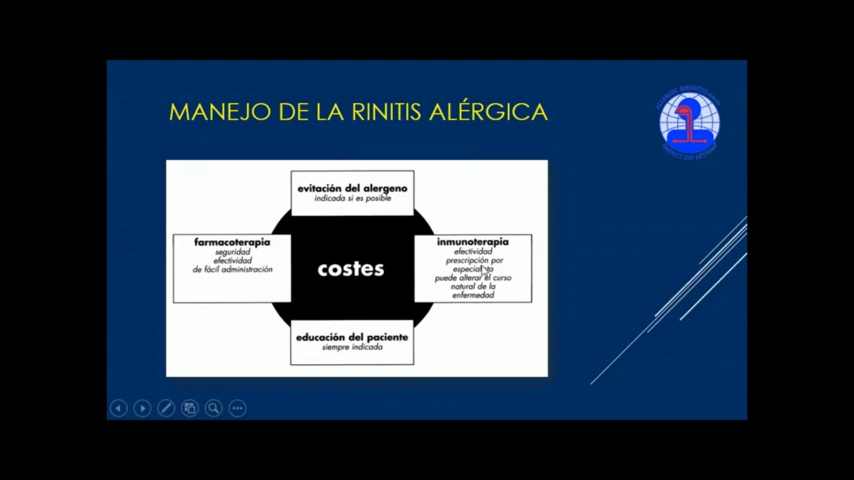 MANEJO DE LA RINITIS ALÉRGICA
evitación del alergeno
indicada si es posible
farmacoterapia
seguridad
efectividad
de fácil administración
costes
inmunoterapia
efectividad
prescripción por
especialista
puede alterar el curso
natural de la
enfermedad
educación del paciente
siempre indicada